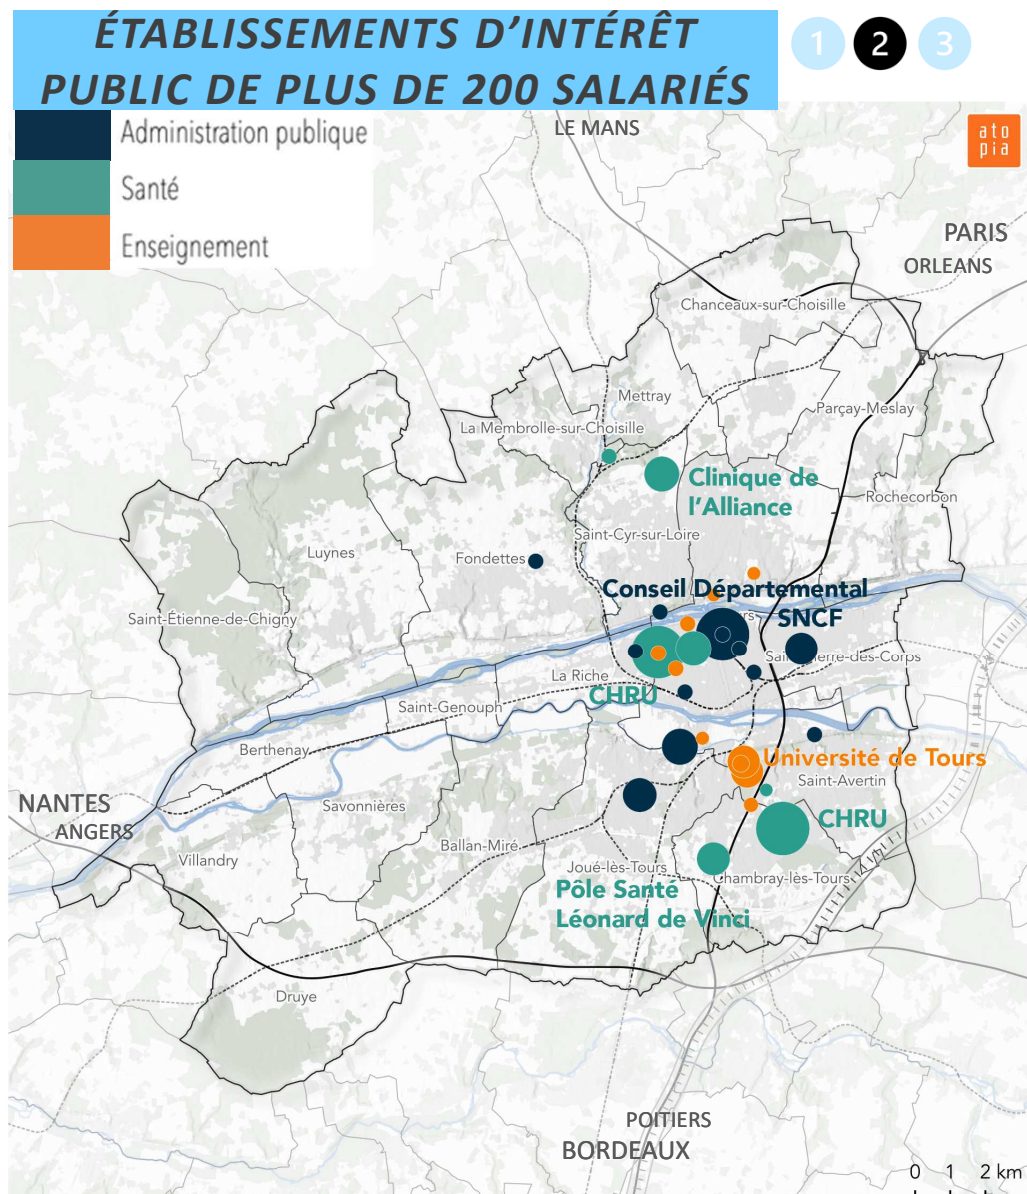 ÉTABLISSEMENTS D'INTÉRÊT
PUBLIC DE PLUS DE 200 SALARIÉS
1 2 3
Administration publique
Santé
Enseignement
LE MANS
ato
pia
PARIS
ORLEANS
Chanceaux-sur-Choisille
Mettray
Parçay-Meslay
La Membrolle-sur-Choisille
Clinique de
l'Alliance
Rochecorbon
Saint-Cyr-sur-Loire
Luynes
Fondettes
Conseil Départemental
Saint-Étienne-de-Chigny
SNCF
La Riche
CHRU
Saint-Genouph
Berthenay
Université de Tours
Saint-Avertin
NANTES
ANGERS
Savonnières
CHRU
Ballan-Miré
Villandry
Joué-lès-Tours
Chambray-lès-Tours
Pôle Santé
Léonard de Vinci
Druye
POITIERS
BORDEAUX
0 1 2 km